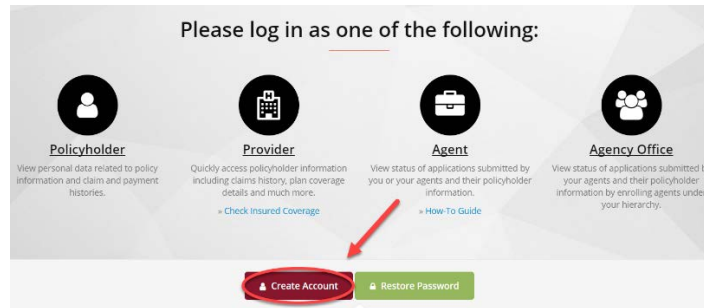 Please log in as one of the following:
Policyholder
View personal data related to policy
information and claim and payment
histories.
Provider
Quickly access policyholder information
including claims history, plan coverage
details and much more.
» Check Insured Coverage
Agent
View status of applications submitted by
you or your agents and their policyholder
information.
» How-To Guide
Agency Office
View status of applications submitted
your agents and their policyholder
information by enrolling agents under
your hierarchy.
Create Account
Restore Password